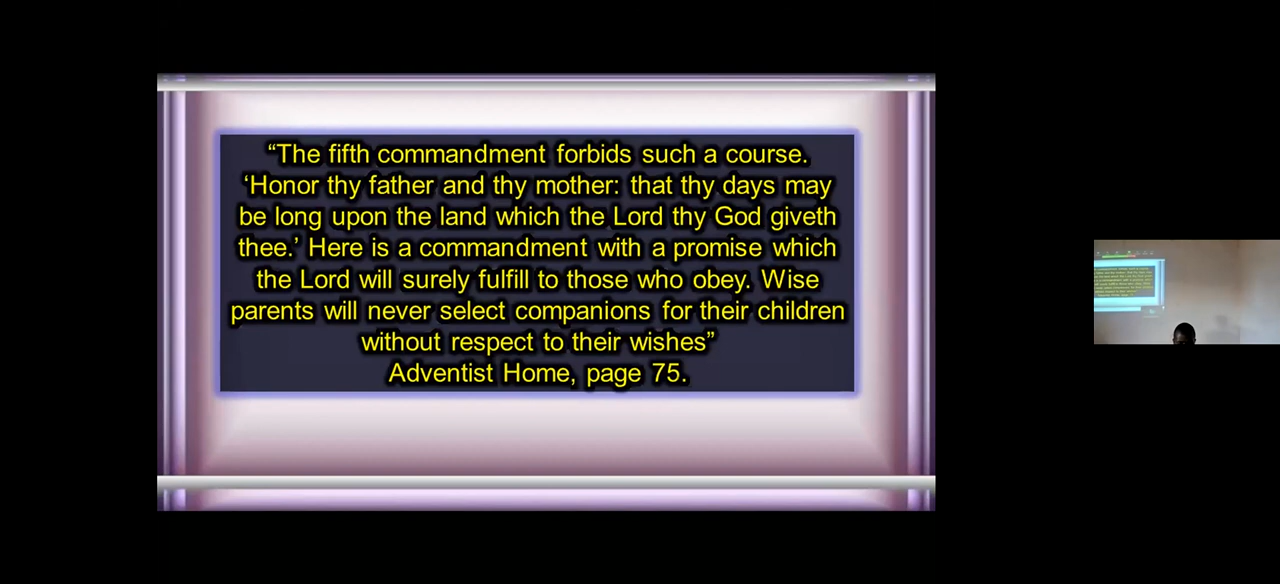 “The fifth commandment forbids such a course.
‘Honor thy father and thy mother: that thy days may
be long upon the land which the Lord thy God giveth
thee.’ Here is a commandment with a promise which
the Lord will surely fulfill to those who obey. Wise
parents will never select companions for their children
without respect to their wishes”
Adventist Home, page 75.